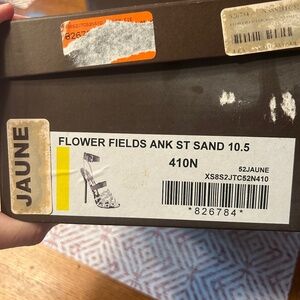 JAUNE
FLOWER FIELDS ANK ST SAND 10.5
410N
52JAUNE
XS8S2JTC52N410
*826784*